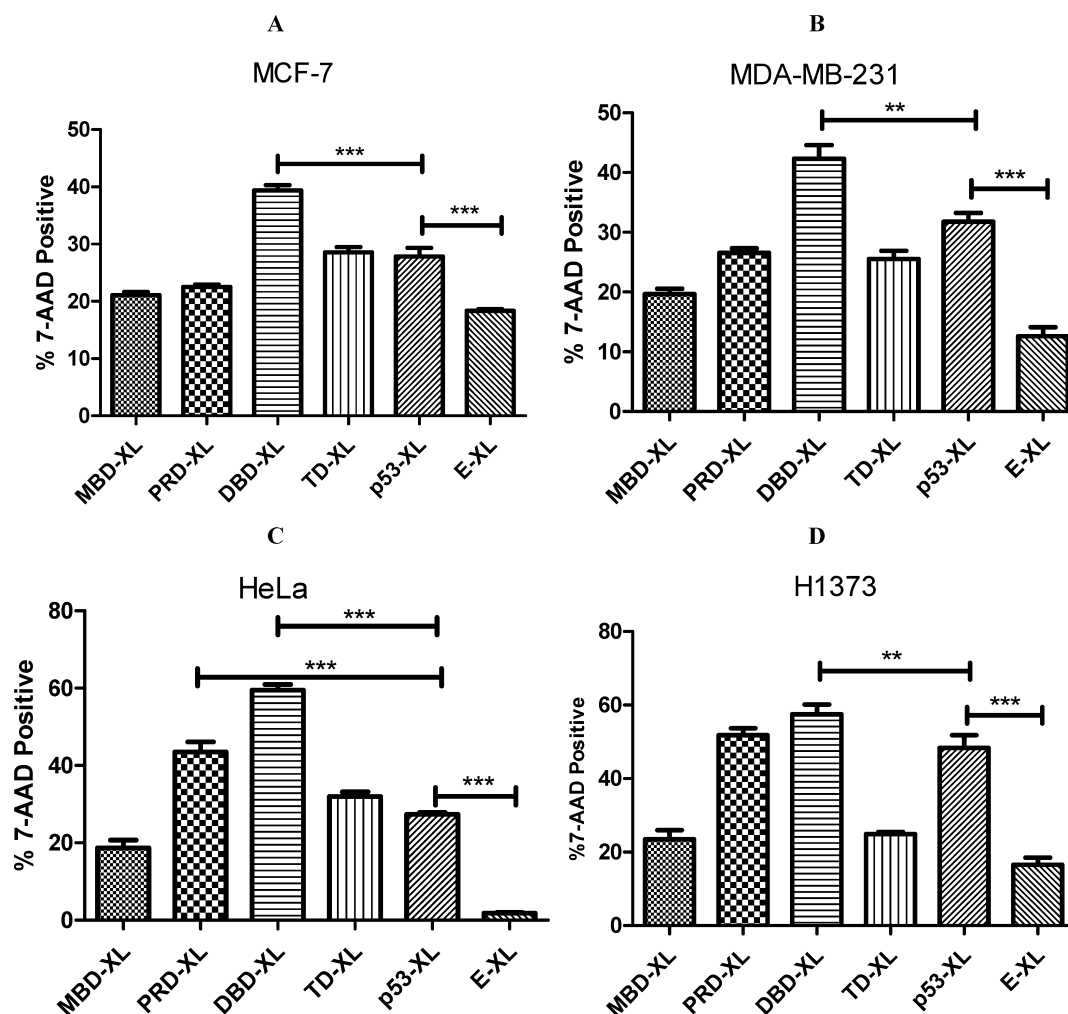 A
MCF-7
% 7-AAD Positive
50
40
30
20
10
0
***
***
MBD-XL
PRD-XL
DBD-XL
TD-XL
p53-XL
E-XL
B
MDA-MB-231
% 7-AAD Positive
50
40
30
20
10
0
**
***
MBD-XL
PRD-XL
DBD-XL
TD-XL
p53-XL
E-XL
C
HeLa
% 7-AAD Positive
80
60
40
20
0
***
***
***
MBD-XL
PRD-XL
DBD-XL
TD-XL
p53-XL
E-XL
D
H1373
%7-AAD Positive
80
60
40
20
0
**
***
MBD-XL
PRD-XL
DBD-XL
TD-XL
p53-XL
E-XL